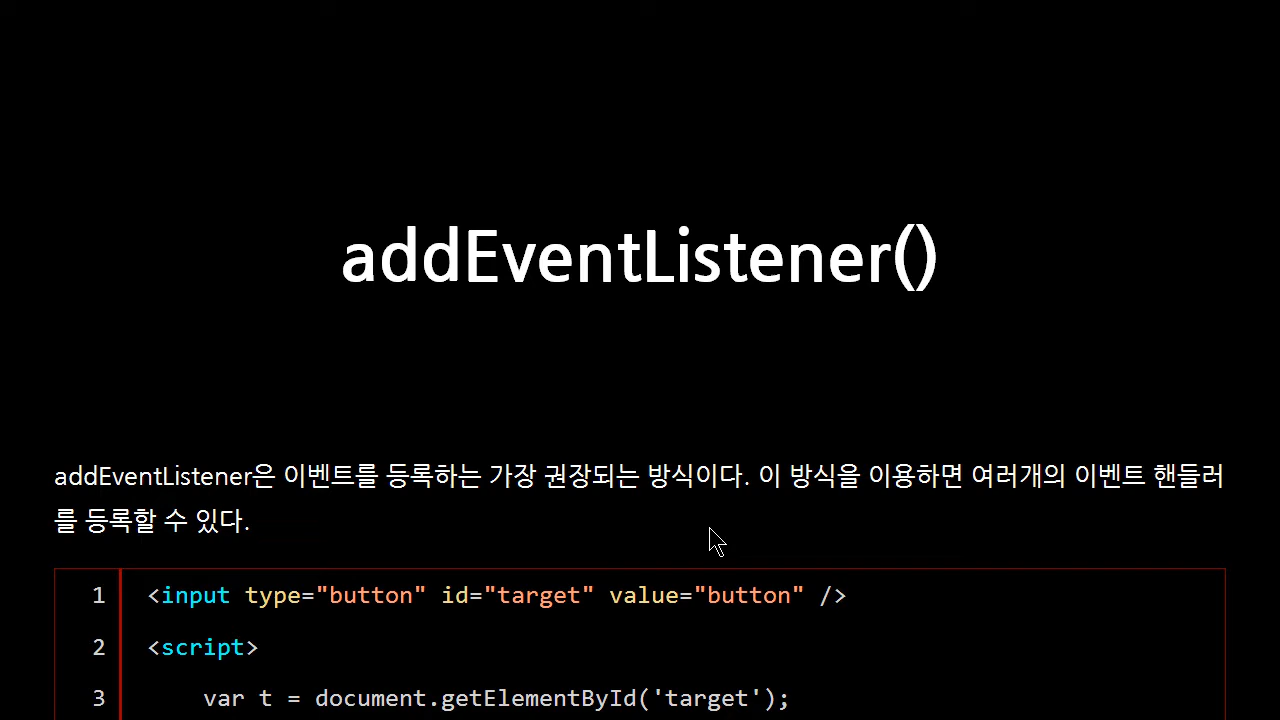 addEventListener()
addEventListener은 이벤트를 등록하는 가장 권장되는 방식이다. 이 방식을 이용하면 여러개의 이벤트 핸들러
를 등록할 수 있다.
1 <input type="button" id="target" value="button" />
2 <script>
3 var t = document.getElementById('target');